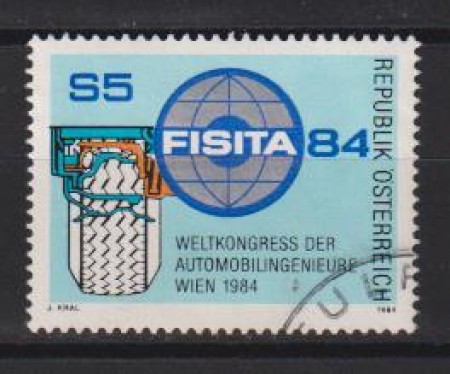 S5
FISITA 84
REPUBLIK ÖSTERREICH
WELTKONGRESS DER
AUTOMOBILINGENIEURE
WIEN 1984
J. KRAL
1984